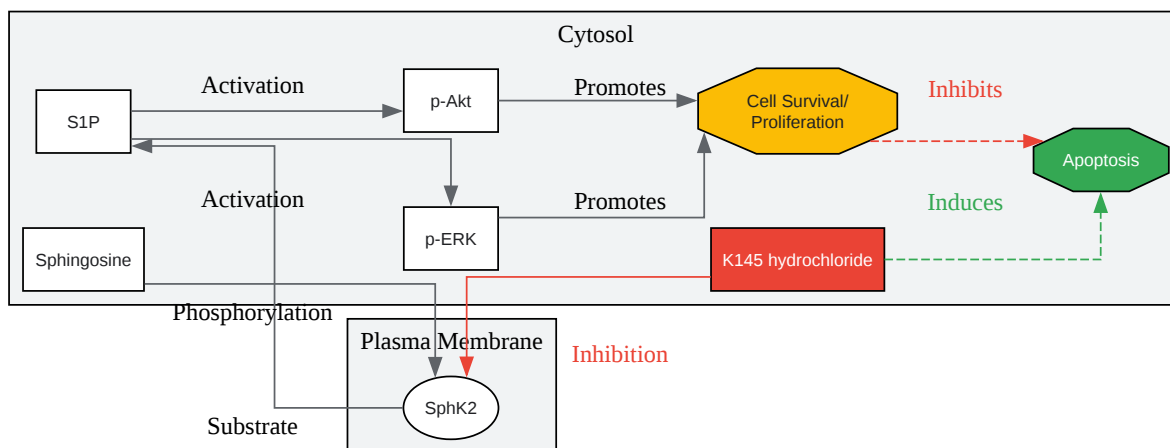 Cytosol
Activation
p-Akt
Promotes
Cell Survival/
Proliferation
Inhibits
S1P
Apoptosis
Activation
p-ERK
Promotes
Induces
Sphingosine
K145 hydrochloride
Phosphorylation
Plasma Membrane
Inhibition
SphK2
Substrate